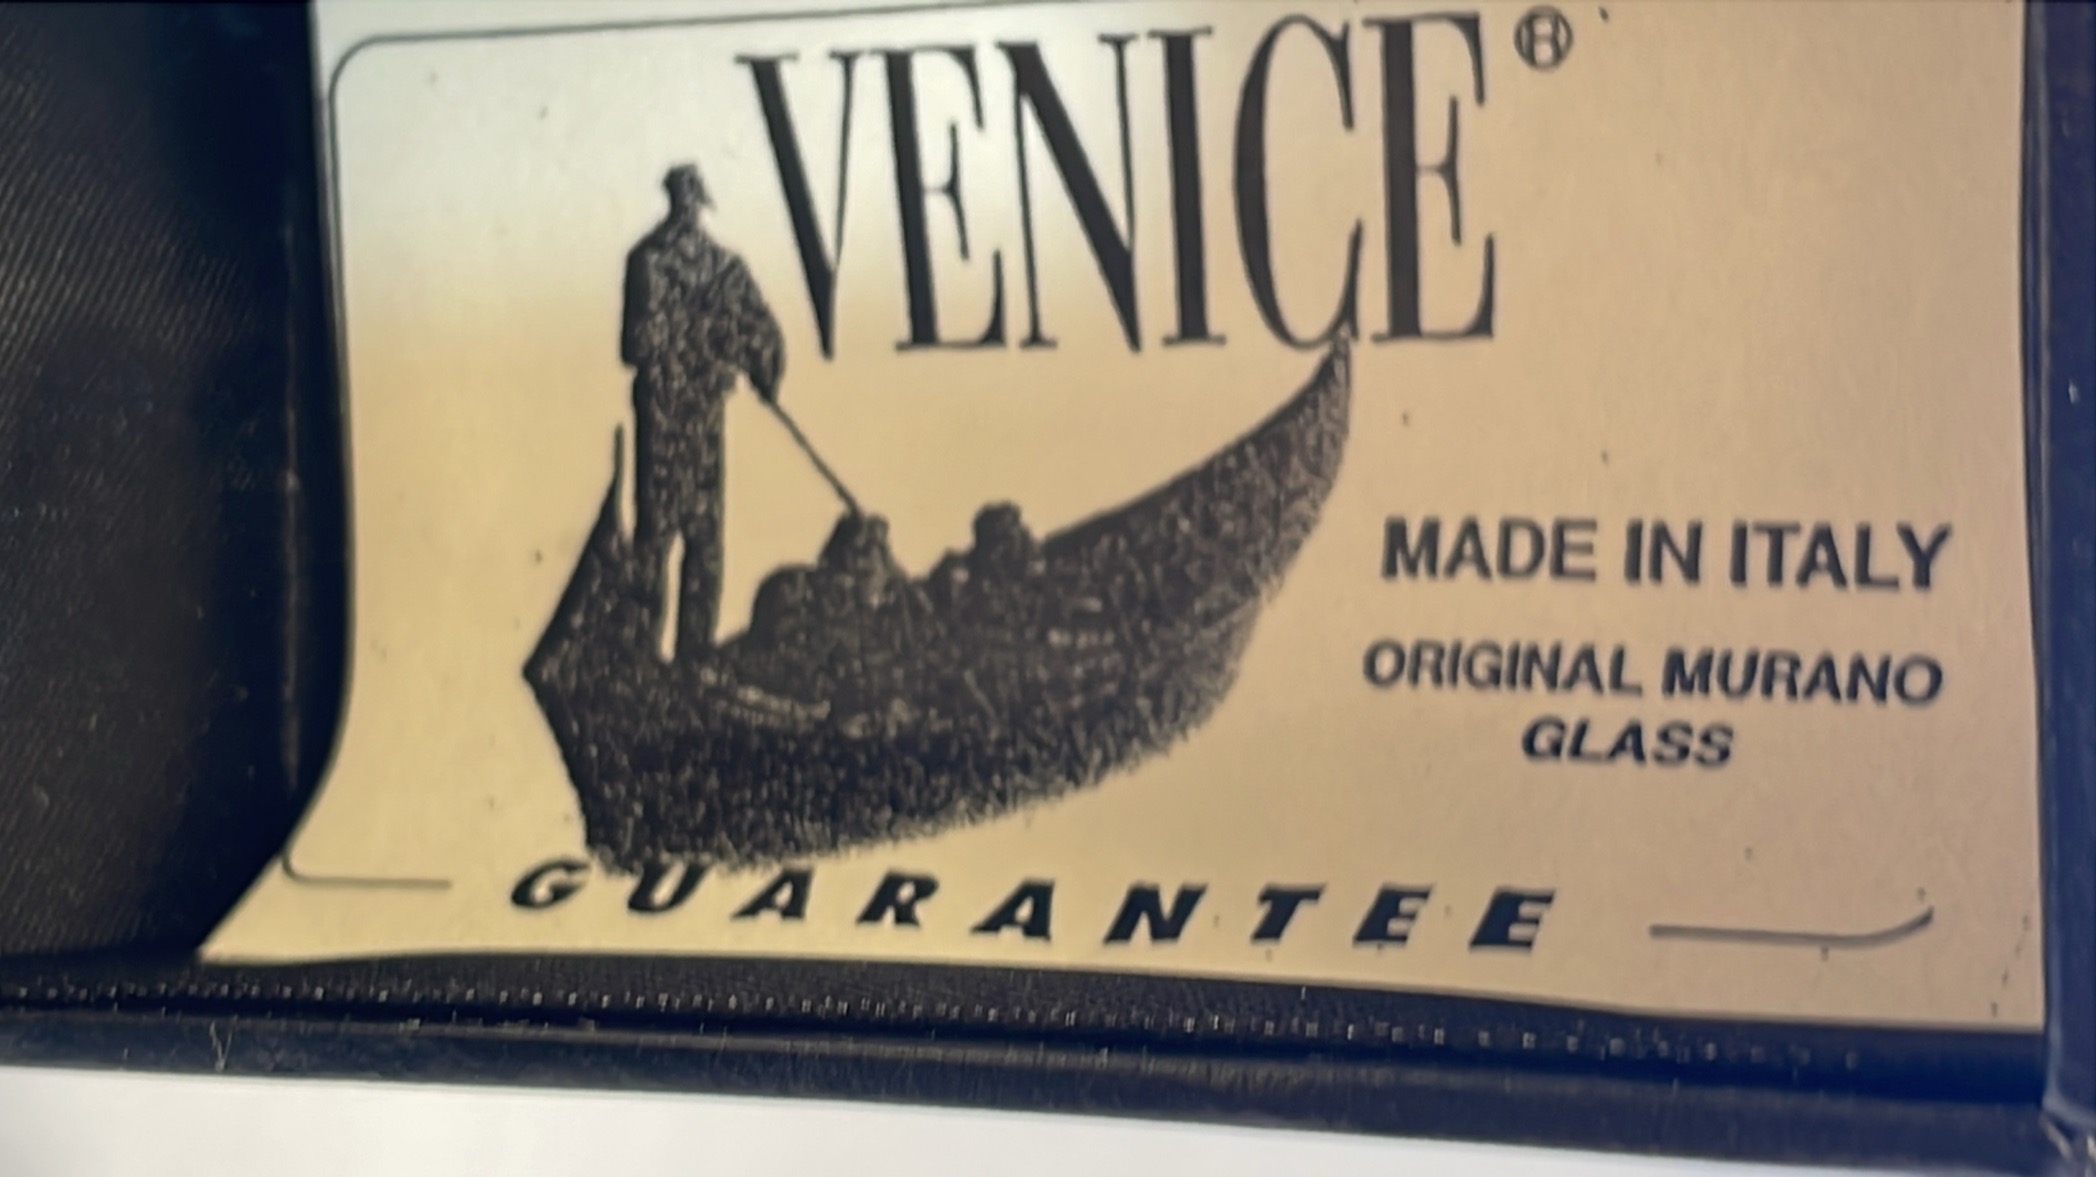 VENICE®
MADE IN ITALY
ORIGINAL MURANO
GLASS
GUARANTEE